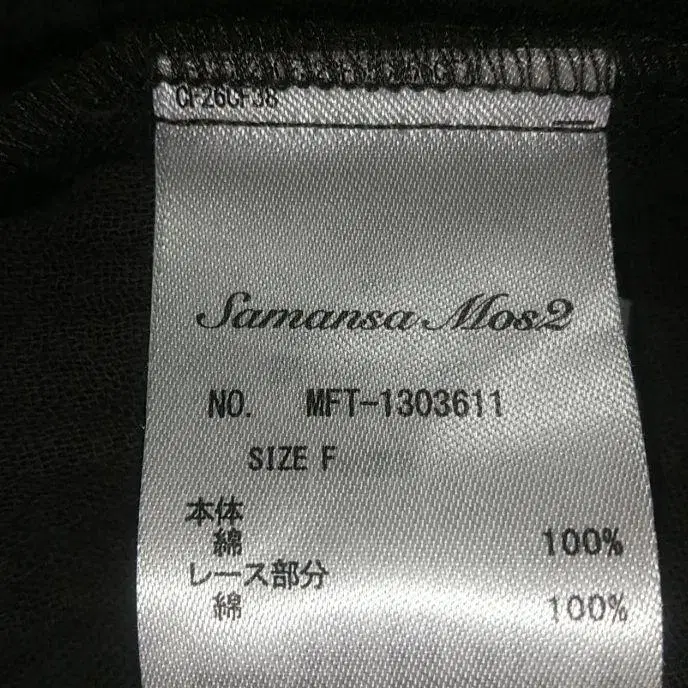 CF26CF38
Samansa Mos2
NO. MFT-1303611
SIZE F
本体
綿 100%
レース部分
綿 100%